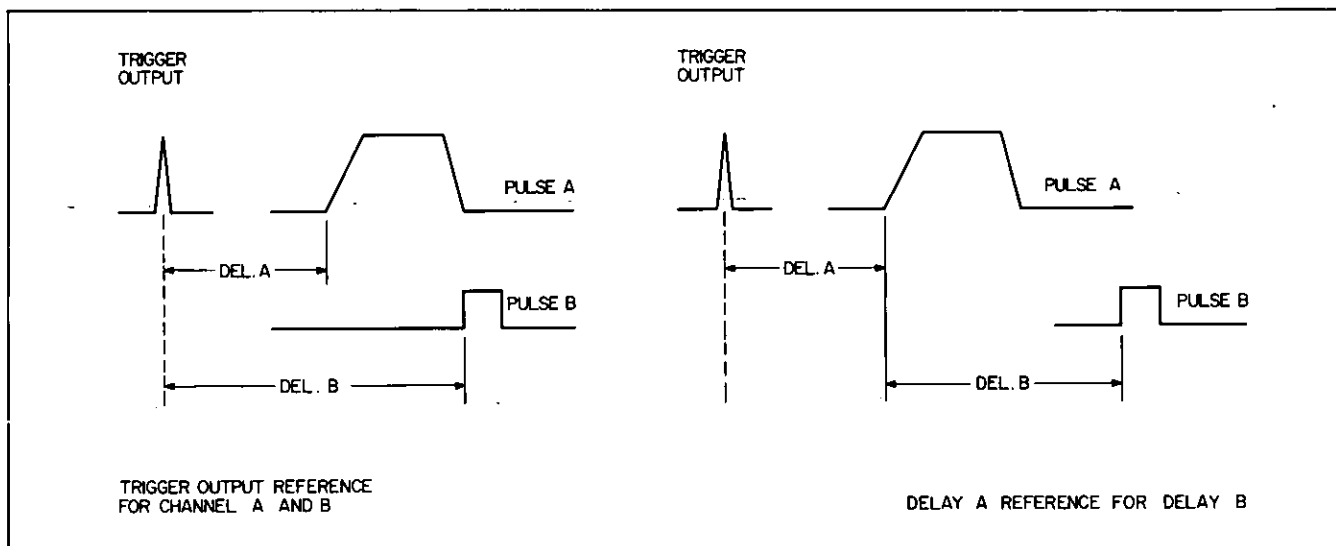 TRIGGER
OUTPUT
PULSE A
DEL. A
PULSE B
DEL. B
TRIGGER OUTPUT REFERENCE
FOR CHANNEL A AND B
TRIGGER
OUTPUT
PULSE A
DEL. A
PULSE B
DEL. B
DELAY A REFERENCE FOR DELAY B